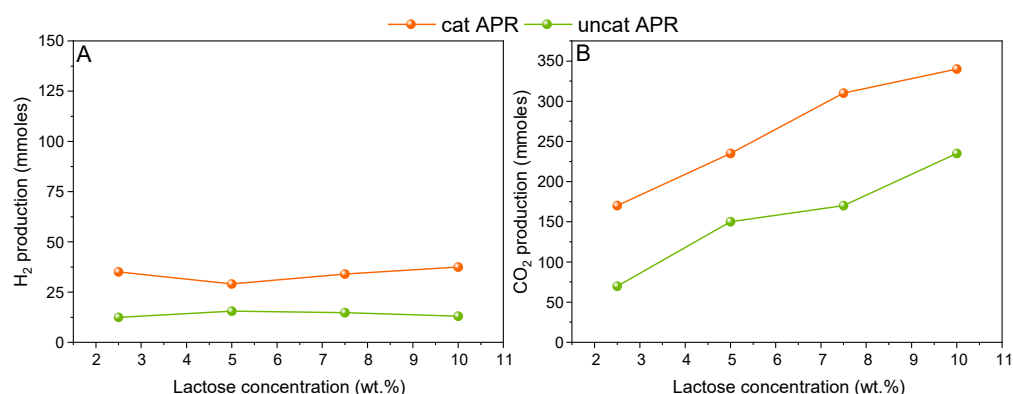 cat APR uncat APR
A
H₂ production (mmoles)
150
125
100
75
50
25
0
2 3 4 5 6 7 8 9 10 11
Lactose concentration (wt.%)
B
CO₂ production (mmoles)
350
300
250
200
150
100
50
0
2 3 4 5 6 7 8 9 10 11
Lactose concentration (wt.%)